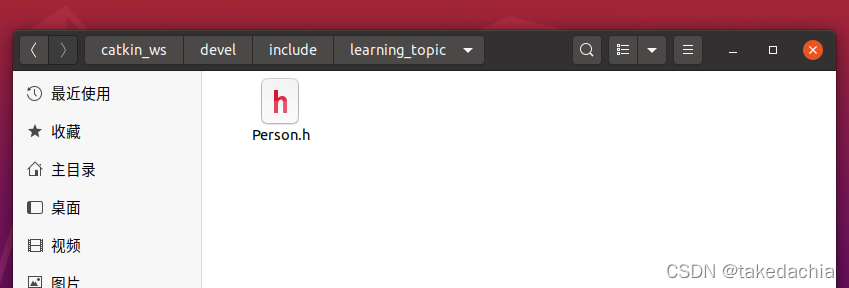 catkin_ws devel include learning_topic
最近使用
收藏
主目录
桌面
视频
图片
h
Person.h
CSDN @takedachia